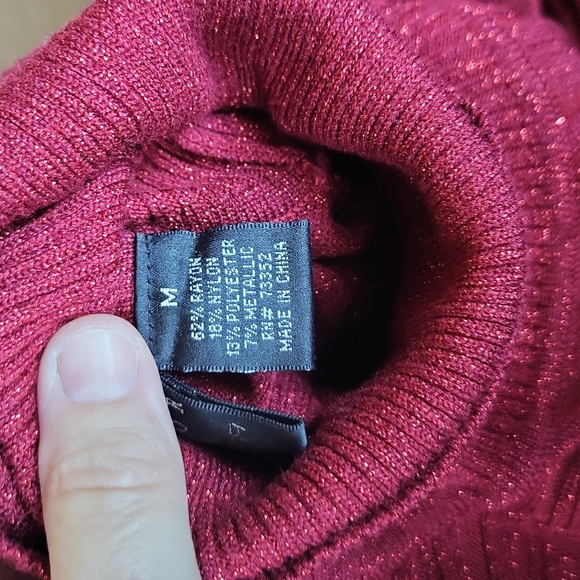 M
62% RAYON
18% NYLON
13% POLYESTER
7% METALLIC
RN# 73352
MADE IN CHINA